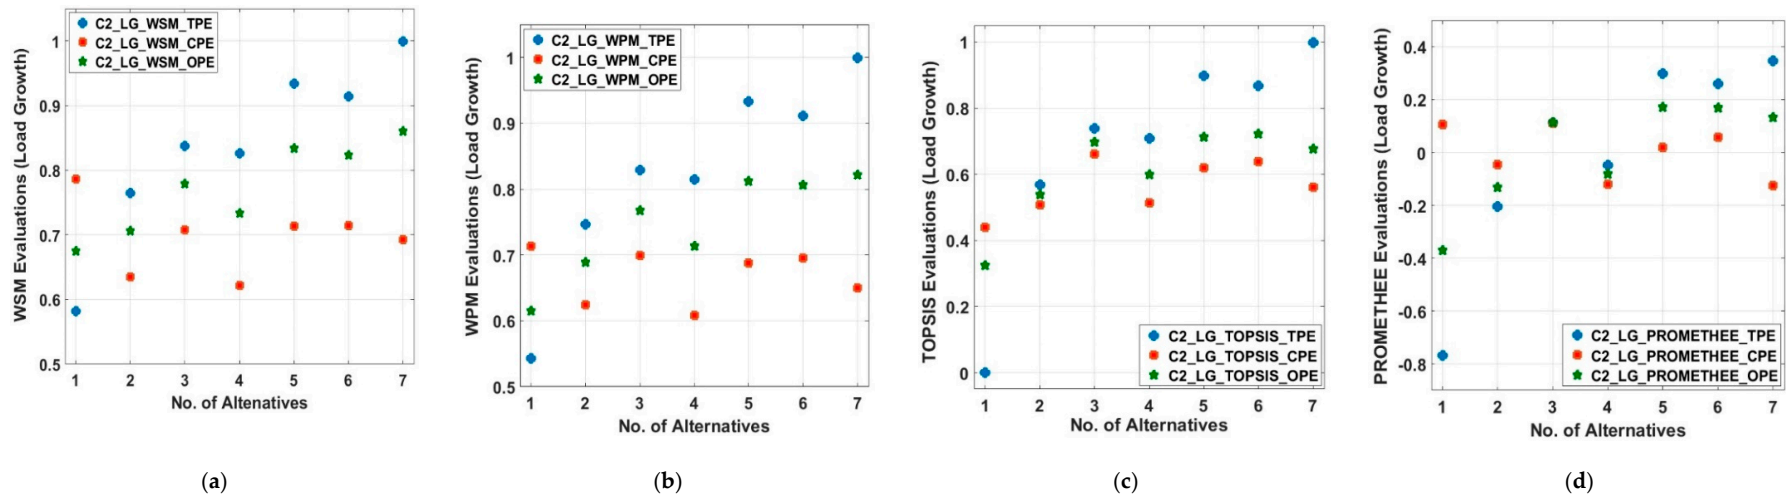 WSM Evaluations (Load Growth)
1
0.9
0.8
0.7
0.6
0.5
C2_LG_WSM_TPE
C2_LG_WSM_CPE
C2_LG_WSM_OPE
1 2 3 4 5 6 7
No. of Altenatives
(a)
WPM Evaluations (Load Growth)
1
0.9
0.8
0.7
0.6
0.5
C2_LG_WPM_TPE
C2_LG_WPM_CPE
C2_LG_WPM_OPE
1 2 3 4 5 6 7
No. of Alternatives
(b)
TOPSIS Evaluations (Load Growth)
1
0.8
0.6
0.4
0.2
0
C2_LG_TOPSIS_TPE
C2_LG_TOPSIS_CPE
C2_LG_TOPSIS_OPE
1 2 3 4 5 6 7
No. of Alternatives
(c)
PROMETHEE Evaluations (Load Growth)
0.4
0.2
0
-0.2
-0.4
-0.6
-0.8
C2_LG_PROMETHEE_TPE
C2_LG_PROMETHEE_CPE
C2_LG_PROMETHEE_OPE
1 2 3 4 5 6 7
No. of Alternatives
(d)